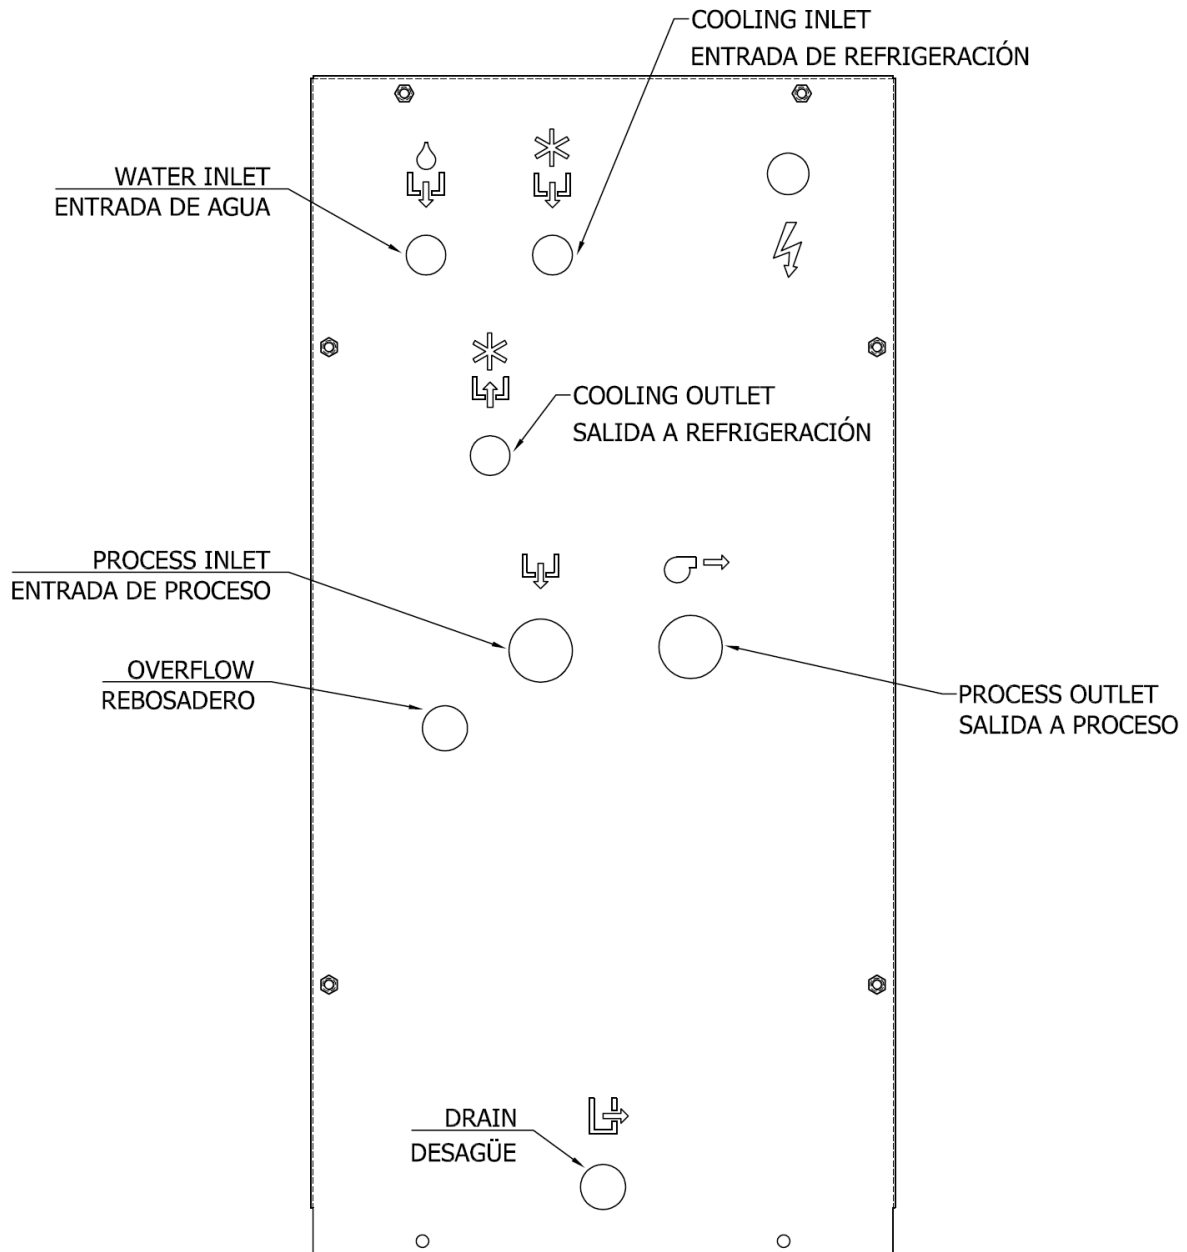 COOLING INLET
ENTRADA DE REFRIGERACIÓN
WATER INLET
ENTRADA DE AGUA
COOLING OUTLET
SALIDA A REFRIGERACIÓN
PROCESS INLET
ENTRADA DE PROCESO
OVERFLOW
REBOSADERO
PROCESS OUTLET
SALIDA A PROCESO
DRAIN
DESAGÜE